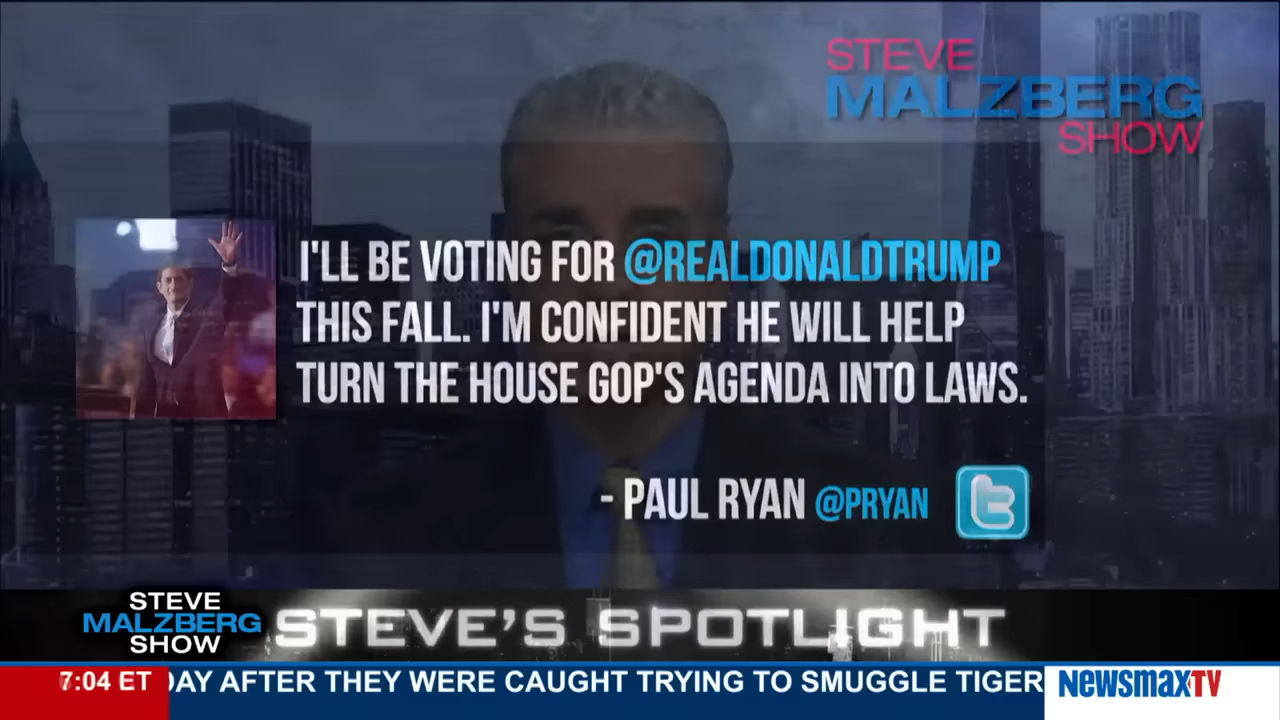 STEVE
MALZBERG
SHOW
I'LL BE VOTING FOR @REALDONALDTRUMP
THIS FALL. I'M CONFIDENT HE WILL HELP
TURN THE HOUSE GOP'S AGENDA INTO LAWS.
- PAUL RYAN @PRYAN
STEVE
MALZBERG
SHOW
STEVE'S SPOTLIGHT
7:04 ET
DAY AFTER THEY WERE CAUGHT TRYING TO SMUGGLE TIGER
NEWSMAXTV